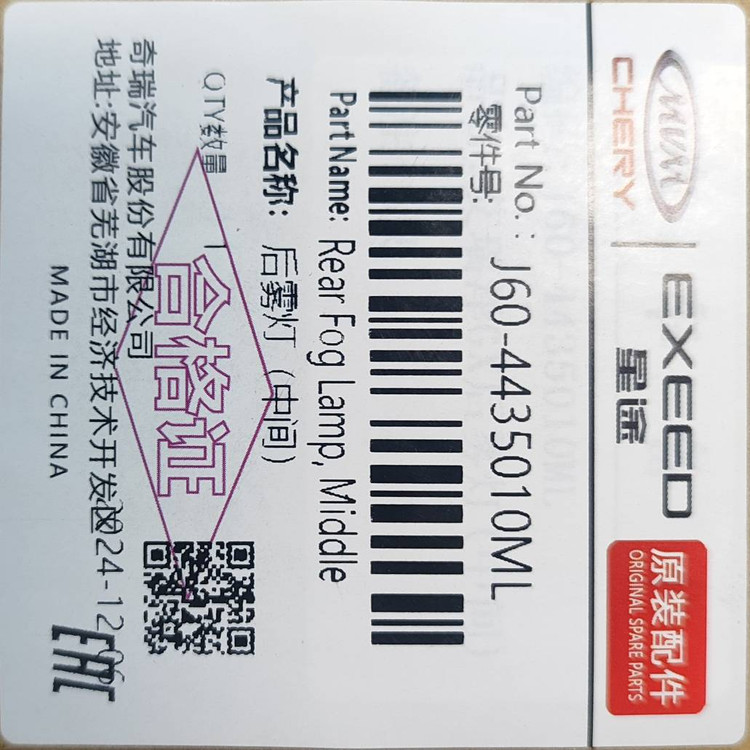 MVM
CHERY
EXEED
星途
原装配件
ORIGINAL SPARE PARTS
Part No.: J60-4435010ML
零件号:
Part Name: Rear Fog Lamp, Middle
产品名称: 后雾灯 (中间)
QTY数量 1
合格证
奇瑞汽车股份有限公司
地址:安徽省芜湖市经济技术开发区
2024-12-06
MADE IN CHINA
EAC